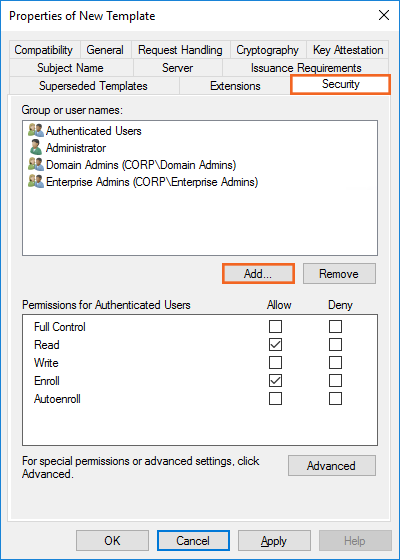 Properties of New Template
Compatibility General Request Handling Cryptography Key Attestation
Subject Name Server Issuance Requirements
Superseded Templates Extensions Security
Group or user names:
Authenticated Users
Administrator
Domain Admins (CORP\Domain Admins)
Enterprise Admins (CORP\Enterprise Admins)
Add... Remove
Permissions for Authenticated Users Allow Deny
Full Control
Read
Write
Enroll
Autoenroll
For special permissions or advanced settings, click
Advanced.
Advanced
OK Cancel Apply Help